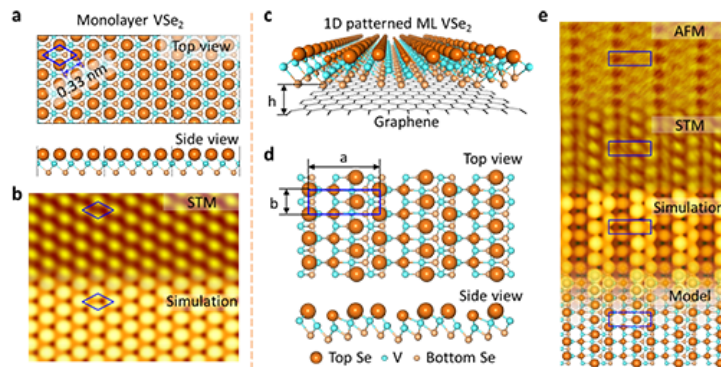 a
Monolayer VSe₂
Top view
0.33 nm
Side view
b
STM
Simulation
c
1D patterned ML VSe₂
h
Graphene
d
Top view
a
b
Side view
Top Se V Bottom Se
e
AFM
STM
Simulation
Model